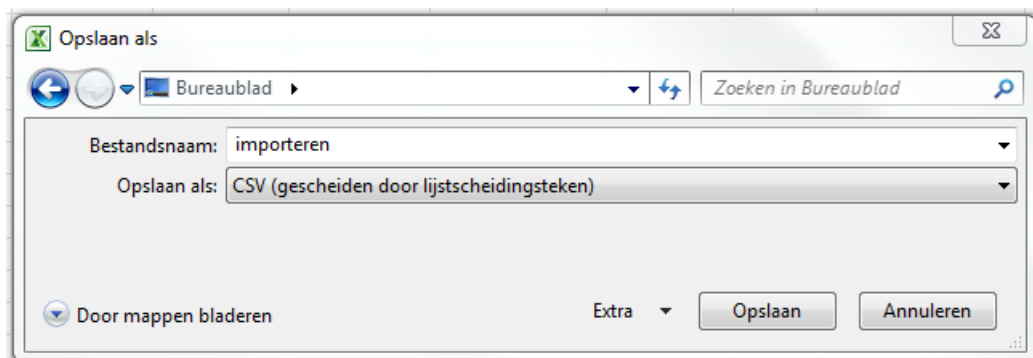 Opslaan als
Bureaublad
Zoeken in Bureaublad
Bestandsnaam: importeren
Opslaan als: CSV (gescheiden door lijstscheidingsteken)
Door mappen bladeren Extra Opslaan Annuleren